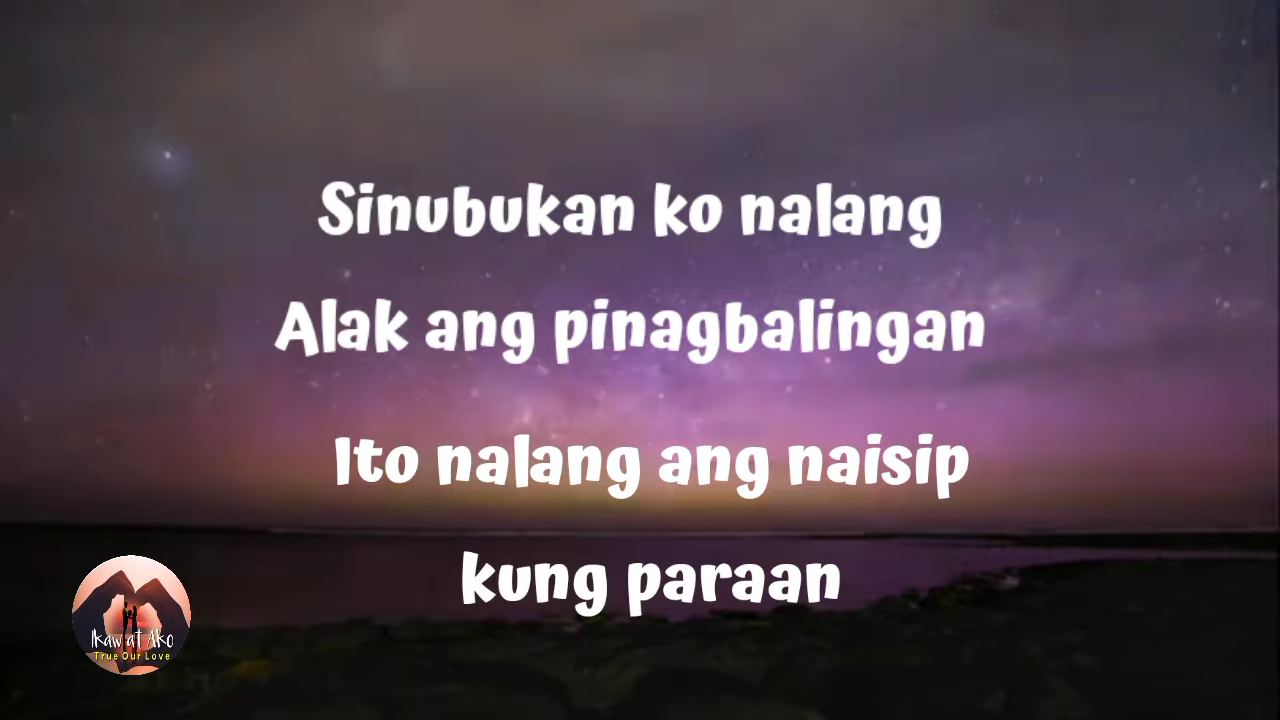 Sinubukan ko nalang
Alak ang pinagbalingan
Ito nalang ang naisip
kung paraan
Ikaw at Ako
True Our Love